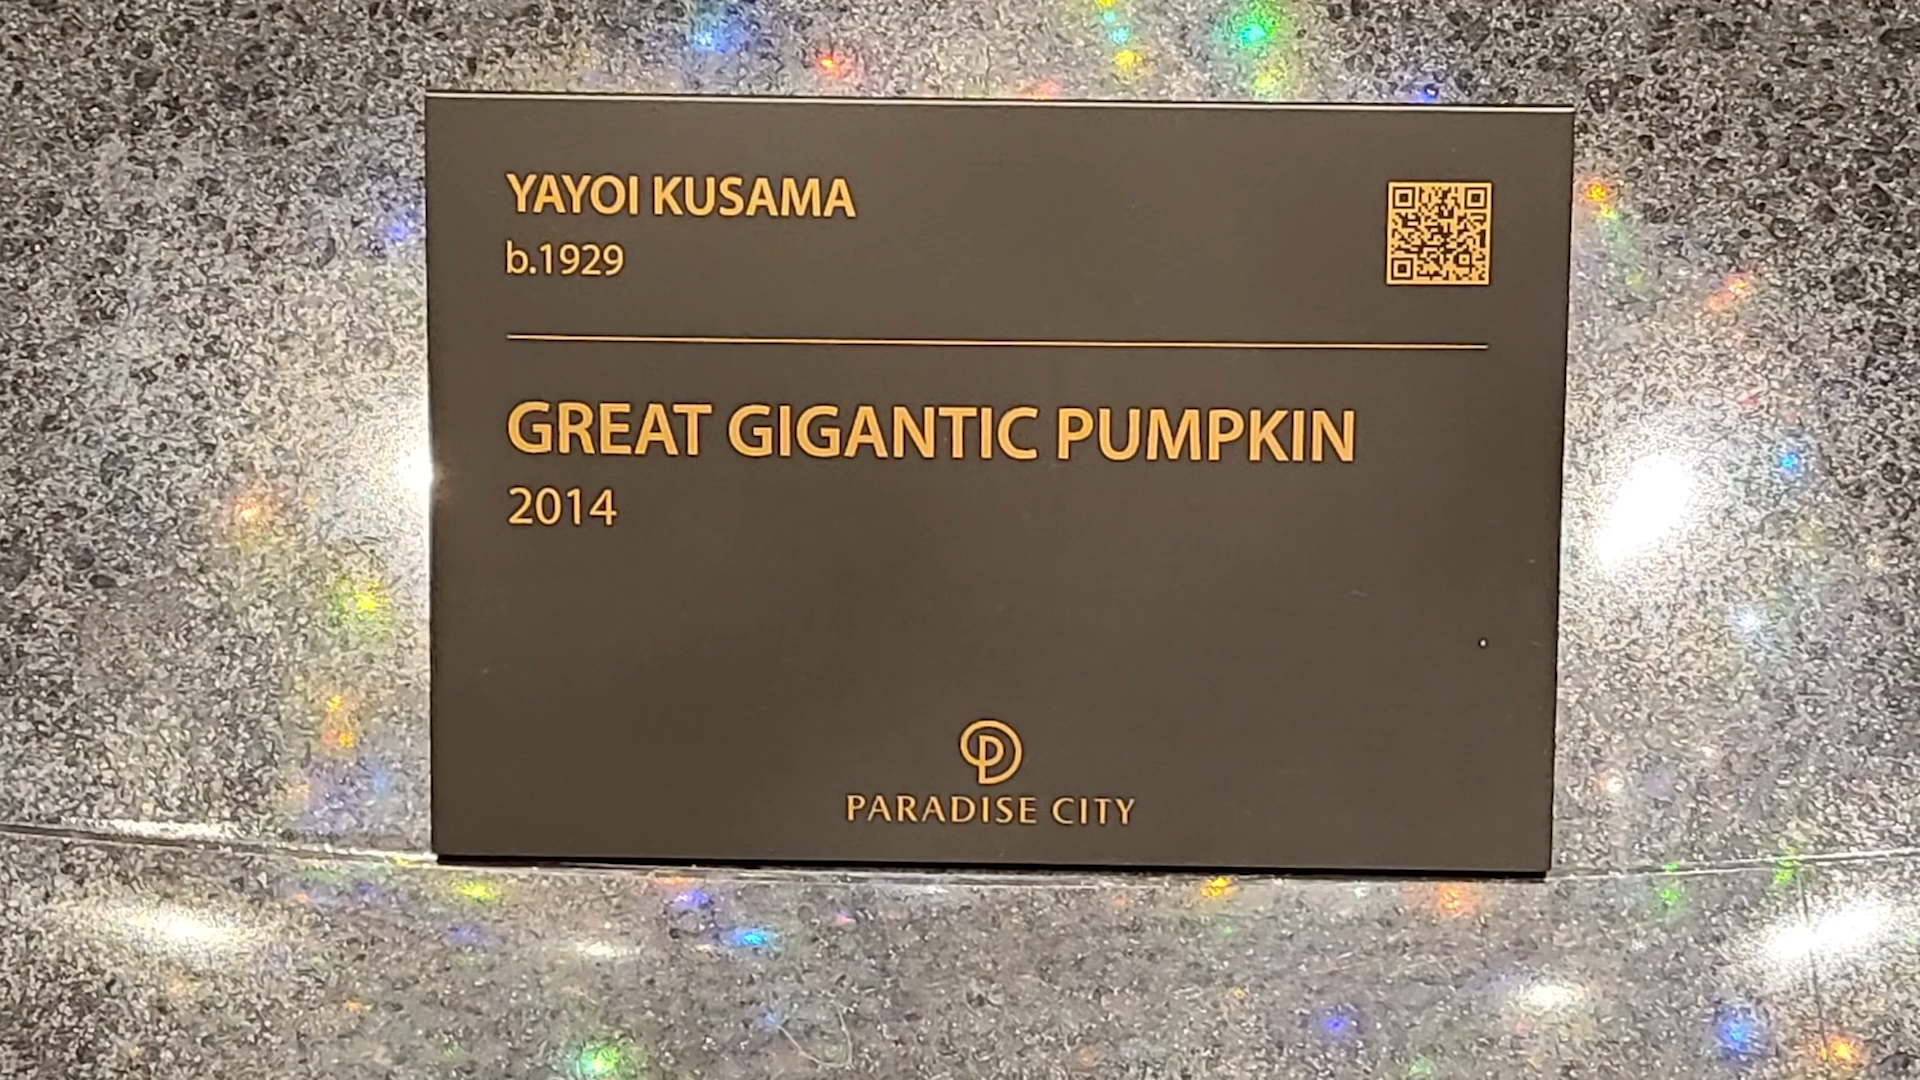 YAYOI KUSAMA
b.1929
GREAT GIGANTIC PUMPKIN
2014
PARADISE CITY